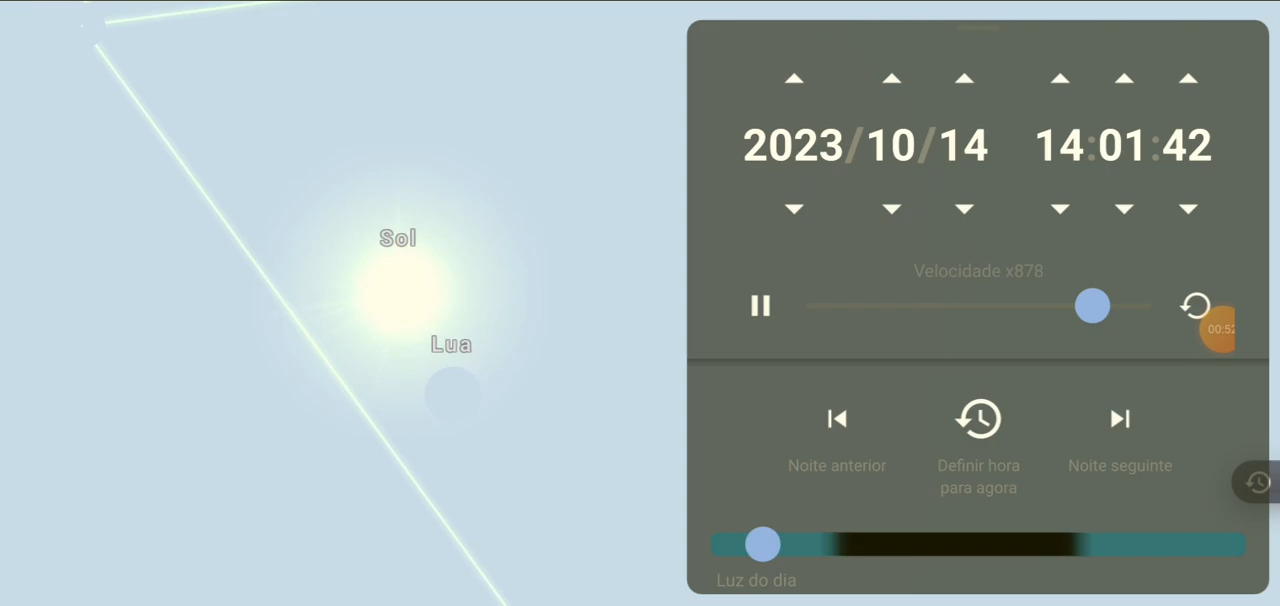 Sol
Lua
2023/10/14 14:01:42
Velocidade x878
00:52
Noite anterior
Definir hora
para agora
Noite seguinte
Luz do dia